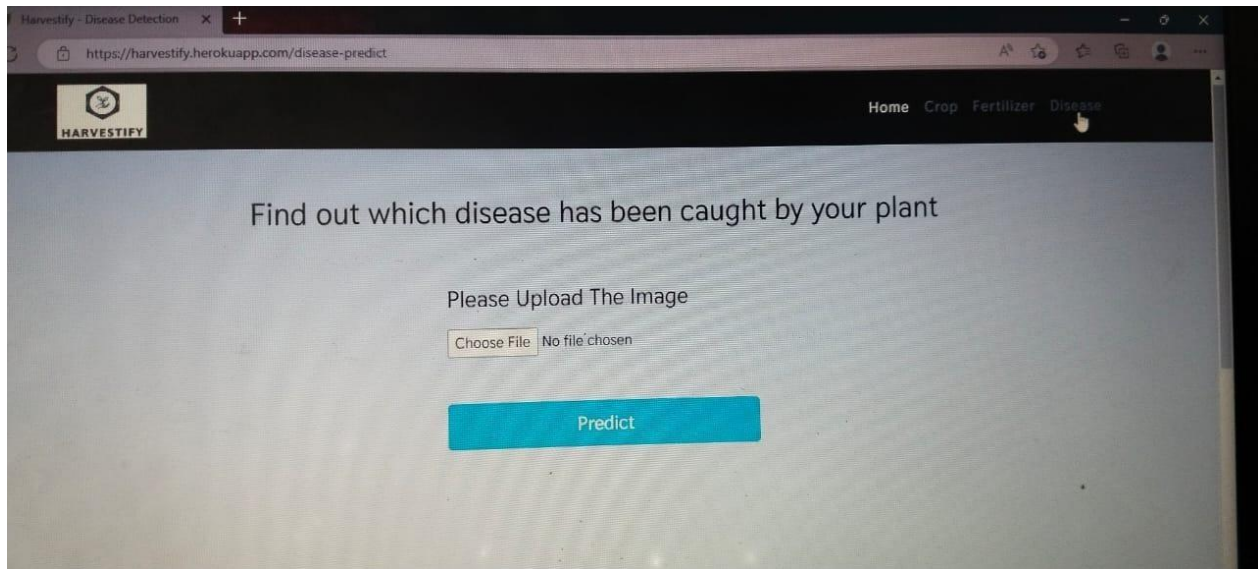 Harvestify - Disease Detection
https://harvestify.herokuapp.com/disease-predict
HARVESTIFY
Home Crop Fertilizer Disease
Find out which disease has been caught by your plant
Please Upload The Image
Choose File No file chosen
Predict